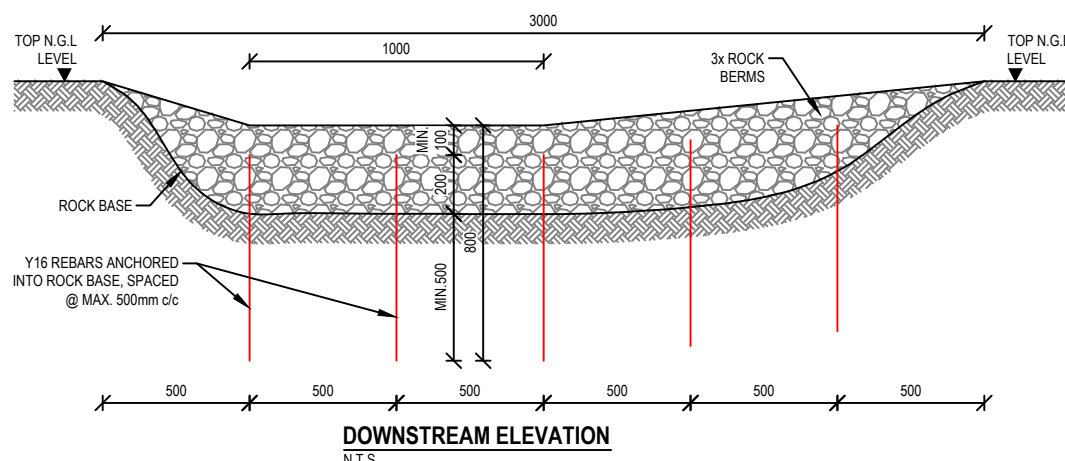 3000
TOP N.G.L
LEVEL
1000
3x ROCK
BERMS
TOP N.G.L
LEVEL
MIN.
100
200
800
MIN.500
ROCK BASE
Y16 REBARS ANCHORED
INTO ROCK BASE, SPACED
@ MAX. 500mm c/c
500
500
500
500
500
500
DOWNSTREAM ELEVATION
N.T.S